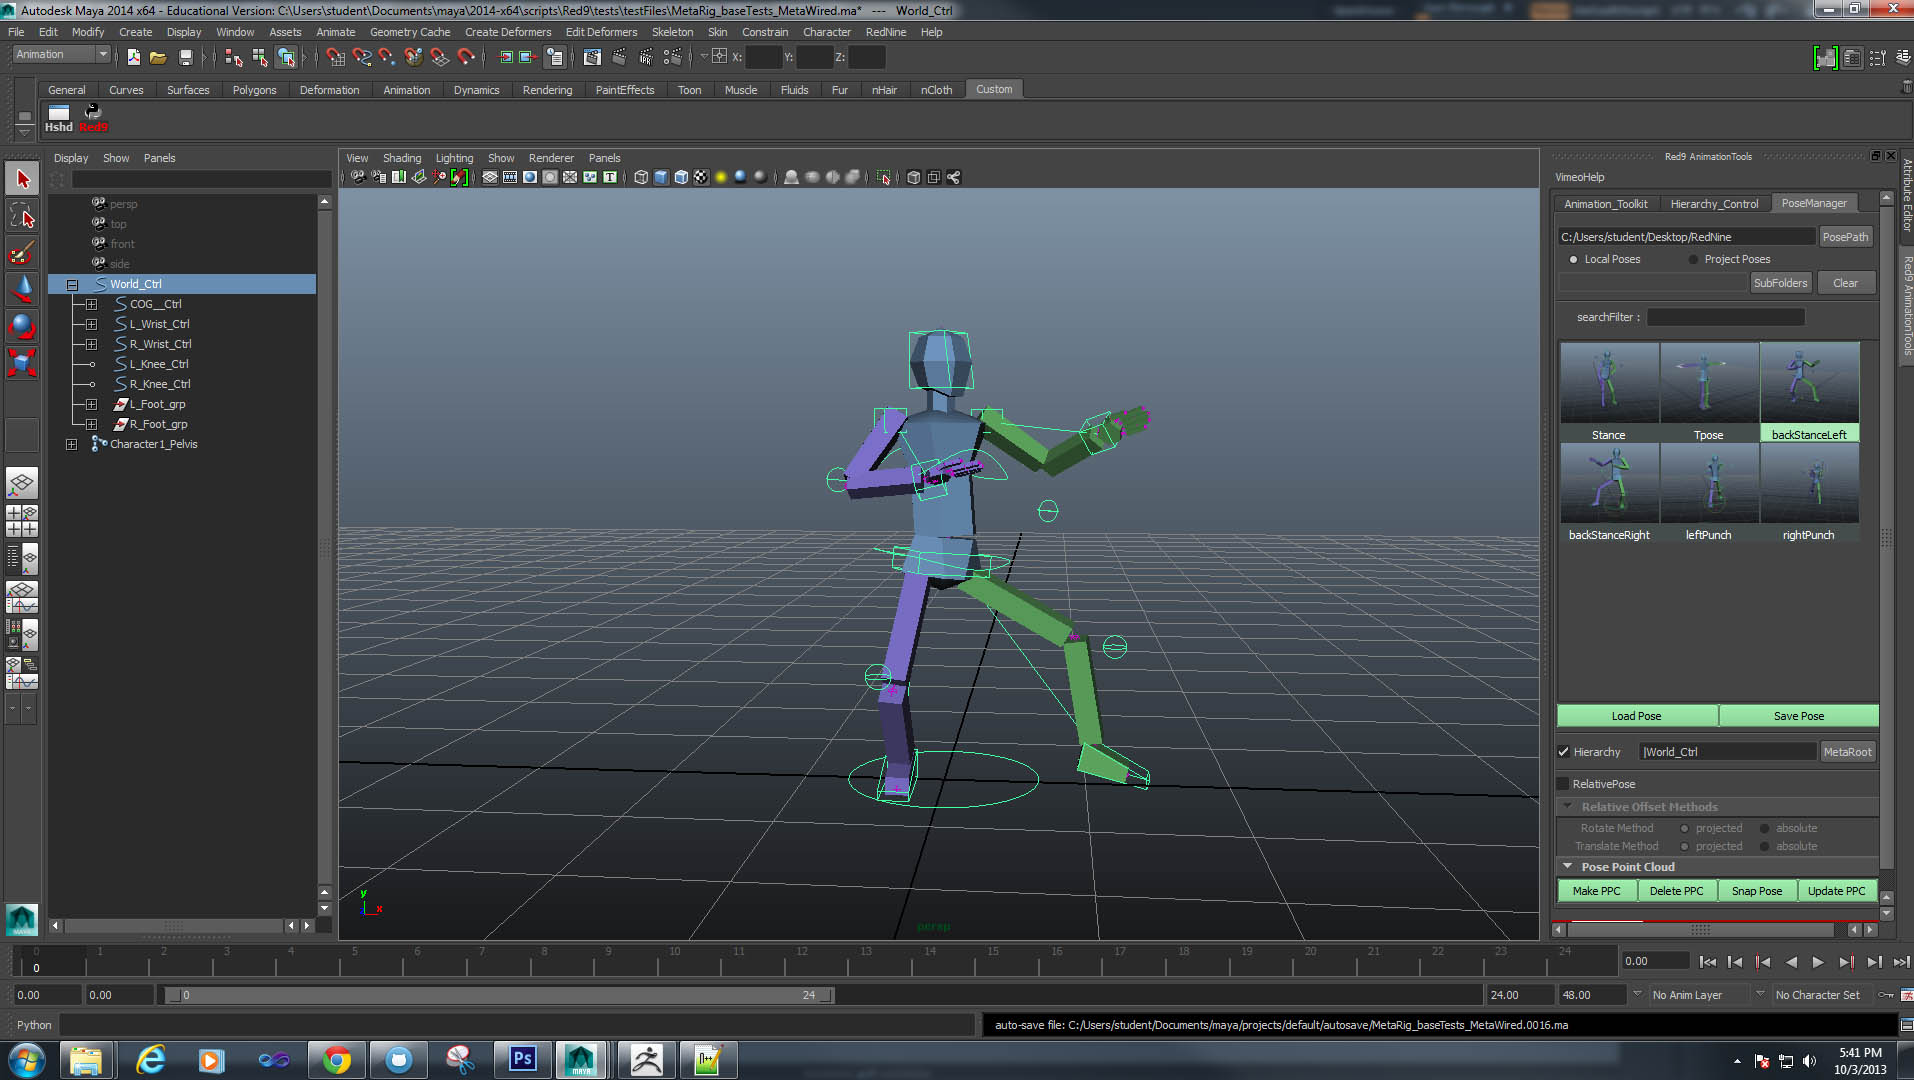 Autodesk Maya 2014 x64 - Educational Version: C:\Users\student\Documents\maya\2014-x64\scripts\Red9\tests\testFiles\MetaRig_baseTests_MetaWired.ma* --- World_Ctrl
File Edit Modify Create Display Window Assets Animate Geometry Cache Create Deformers Edit Deformers Skeleton Skin Constrain Character RedNine Help
Animation X: Y: Z:
General Curves Surfaces Polygons Deformation Animation Dynamics Rendering PaintEffects Toon Muscle Fluids Fur nHair nCloth Custom
Hshd Red9
Display Show Panels
View Shading Lighting Show Renderer Panels
Red9 AnimationTools
VimeoHelp
Attribute Editor
Red9 AnimationTools
persp
top
front
side
World_Ctrl
COG__Ctrl
L_Wrist_Ctrl
R_Wrist_Ctrl
L_Knee_Ctrl
R_Knee_Ctrl
L_Foot_grp
R_Foot_grp
Character1_Pelvis
Animation_Toolkit Hierarchy_Control PoseManager
C:/Users/student/Desktop/RedNine PosePath
Local Poses Project Poses
SubFolders Clear
searchFilter :
Stance Tpose backStanceLeft
backStanceRight leftPunch rightPunch
Load Pose Save Pose
Hierarchy |World_Ctrl MetaRoot
RelativePose
Relative Offset Methods
Rotate Method projected absolute
Translate Method projected absolute
Pose Point Cloud
Make PPC Delete PPC Snap Pose Update PPC
y
x
persp
0 1 2 3 4 5 6 7 8 9 10 11 12 13 14 15 16 17 18 19 20 21 22 23 24
0 0.00
0.00 0.00 0 24 24.00 48.00 No Anim Layer No Character Set
Python auto-save file: C:/Users/student/Documents/maya/projects/default/autosave/MetaRig_baseTests_MetaWired.0016.ma
Ps MAYA
5:41 PM
10/3/2013